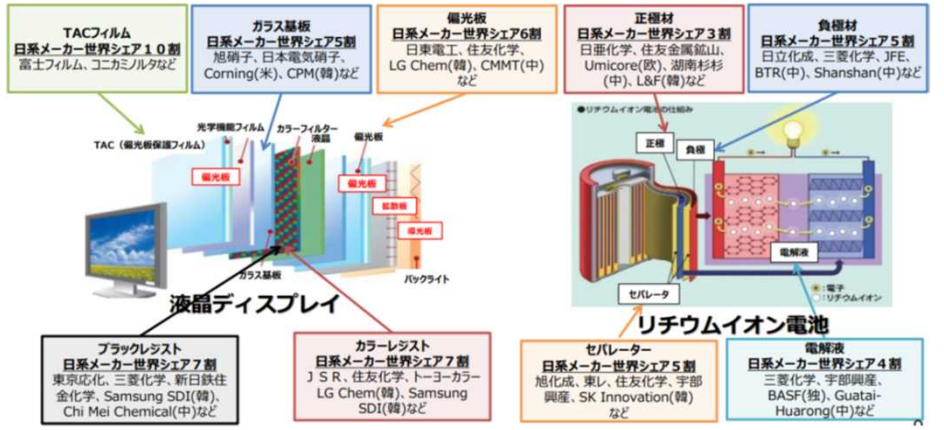 TACフィルム
日系メーカー世界シェア10割
富士フィルム、コニカミノルタなど
ガラス基板
日系メーカー世界シェア5割
旭硝子、日本電気硝子、
Corning(米)、CPM(韓)など
偏光板
日系メーカー世界シェア6割
日東電工、住友化学、
LG Chem(韓)、CMMT(中)
など
正極材
日系メーカー世界シェア3割
日亜化学、住友金属鉱山、
Umicore(欧)、湖南杉杉
(中)、L&F(韓)など
負極材
日系メーカー世界シェア5割
日立化成、三菱化学、JFE、
BTR(中)、Shanshan(中)など
TAC(偏光板保護フィルム)
光学機能フィルム
カラーフィルター
液晶
偏光板
偏光板
偏光板
拡散板
導光板
ガラス基板
バックライト
液晶ディスプレイ
●リチウムイオン電池の仕組み
正極
負極
電解液
セパレータ
⊖:電子
○:リチウムイオン
リチウムイオン電池
ブラックレジスト
日系メーカー世界シェア7割
東京応化、三菱化学、新日鉄住
金化学、Samsung SDI(韓)、
Chi Mei Chemical(中)など
カラーレジスト
日系メーカー世界シェア7割
JSR、住友化学、トーヨーカラー
LG Chem(韓)、Samsung
SDI(韓)など
セパレーター
日系メーカー世界シェア5割
旭化成、東レ、住友化学、宇部
興産、SK Innovation(韓)
など
電解液
日系メーカー世界シェア4割
三菱化学、宇部興産、
BASF(独)、Guatai-
Huarong(中)など